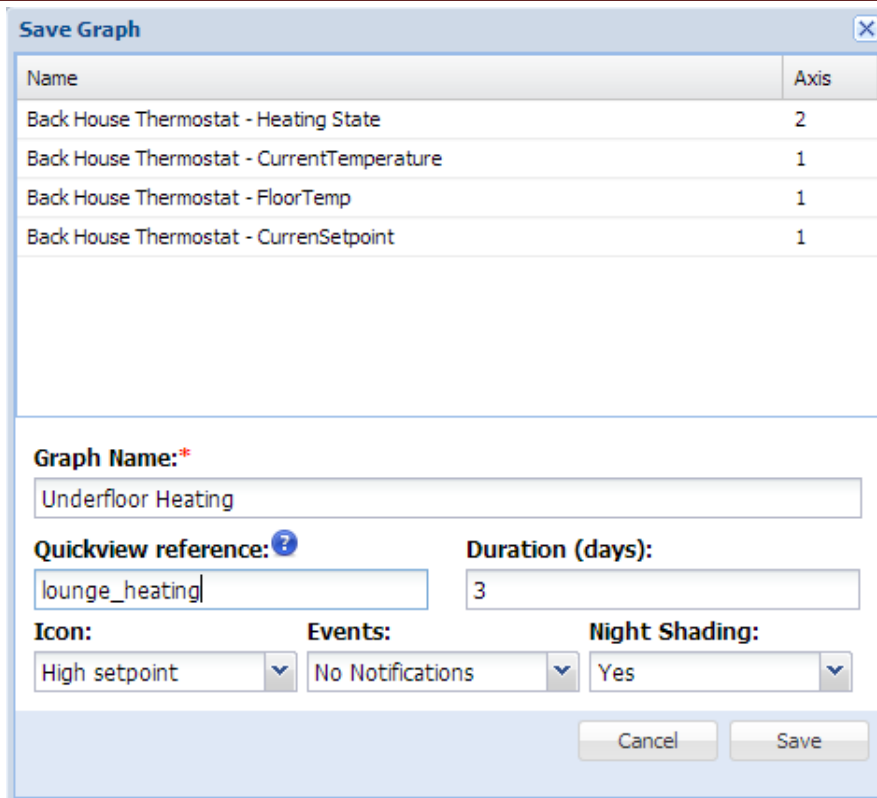 Save Graph
Name Axis
Back House Thermostat - Heating State 2
Back House Thermostat - CurrentTemperature 1
Back House Thermostat - FloorTemp 1
Back House Thermostat - CurrenSetpoint 1
Graph Name:*
Underfloor Heating
Quickview reference: ? Duration (days):
lounge_heating 3
Icon: Events: Night Shading:
High setpoint No Notifications Yes
Cancel Save